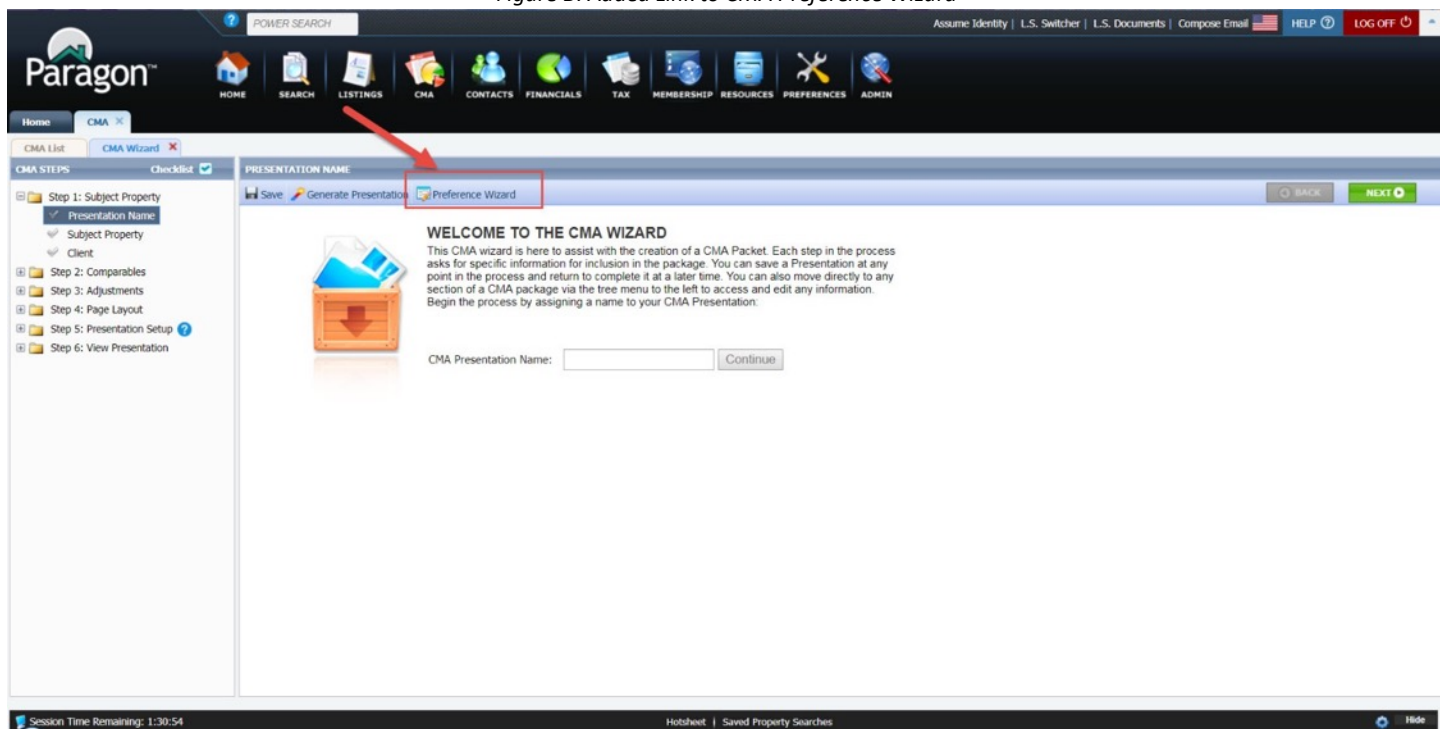 POWER SEARCH
Assume Identity | L.S. Switcher | L.S. Documents | Compose Email
HELP
LOG OFF
Paragon™
HOME
SEARCH
LISTINGS
CMA
CONTACTS
FINANCIALS
TAX
MEMBERSHIP
RESOURCES
PREFERENCES
ADMIN
Home
CMA
CMA List
CMA Wizard
CMA STEPS
Checklist
PRESENTATION NAME
Save
Generate Presentation
Preference Wizard
BACK
NEXT
Step 1: Subject Property
Presentation Name
Subject Property
Client
Step 2: Comparables
Step 3: Adjustments
Step 4: Page Layout
Step 5: Presentation Setup
Step 6: View Presentation
WELCOME TO THE CMA WIZARD
This CMA wizard is here to assist with the creation of a CMA Packet. Each step in the process
asks for specific information for inclusion in the package. You can save a Presentation at any
point in the process and return to complete it at a later time. You can also move directly to any
section of a CMA package via the tree menu to the left to access and edit any information.
Begin the process by assigning a name to your CMA Presentation:
CMA Presentation Name:
Continue
Session Time Remaining: 1:30:54
Hotsheet | Saved Property Searches
Hide